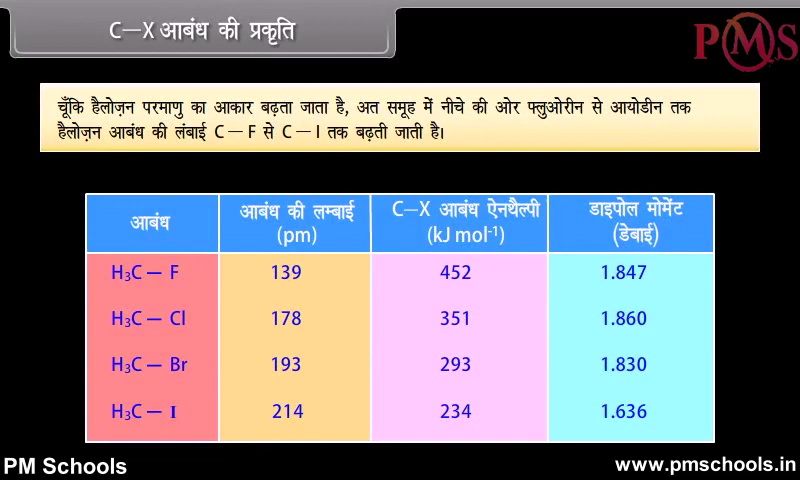 C—X आबंध की प्रकृति
PMS
चूँकि हैलोज़न परमाणु का आकार बढ़ता जाता है, अत समूह में नीचे की ओर फ्लुओरीन से आयोडीन तक
हैलोज़न आबंध की लंबाई C – F से C – I तक बढ़ती जाती है।
आबंध आबंध की लम्बाई (pm) C–X आबंध ऐनथैल्पी (kJ mol-1) डाइपोल मोमेंट (डेबाई)
H3C – F 139 452 1.847
H3C – Cl 178 351 1.860
H3C – Br 193 293 1.830
H3C – I 214 234 1.636
PM Schools www.pmschools.in